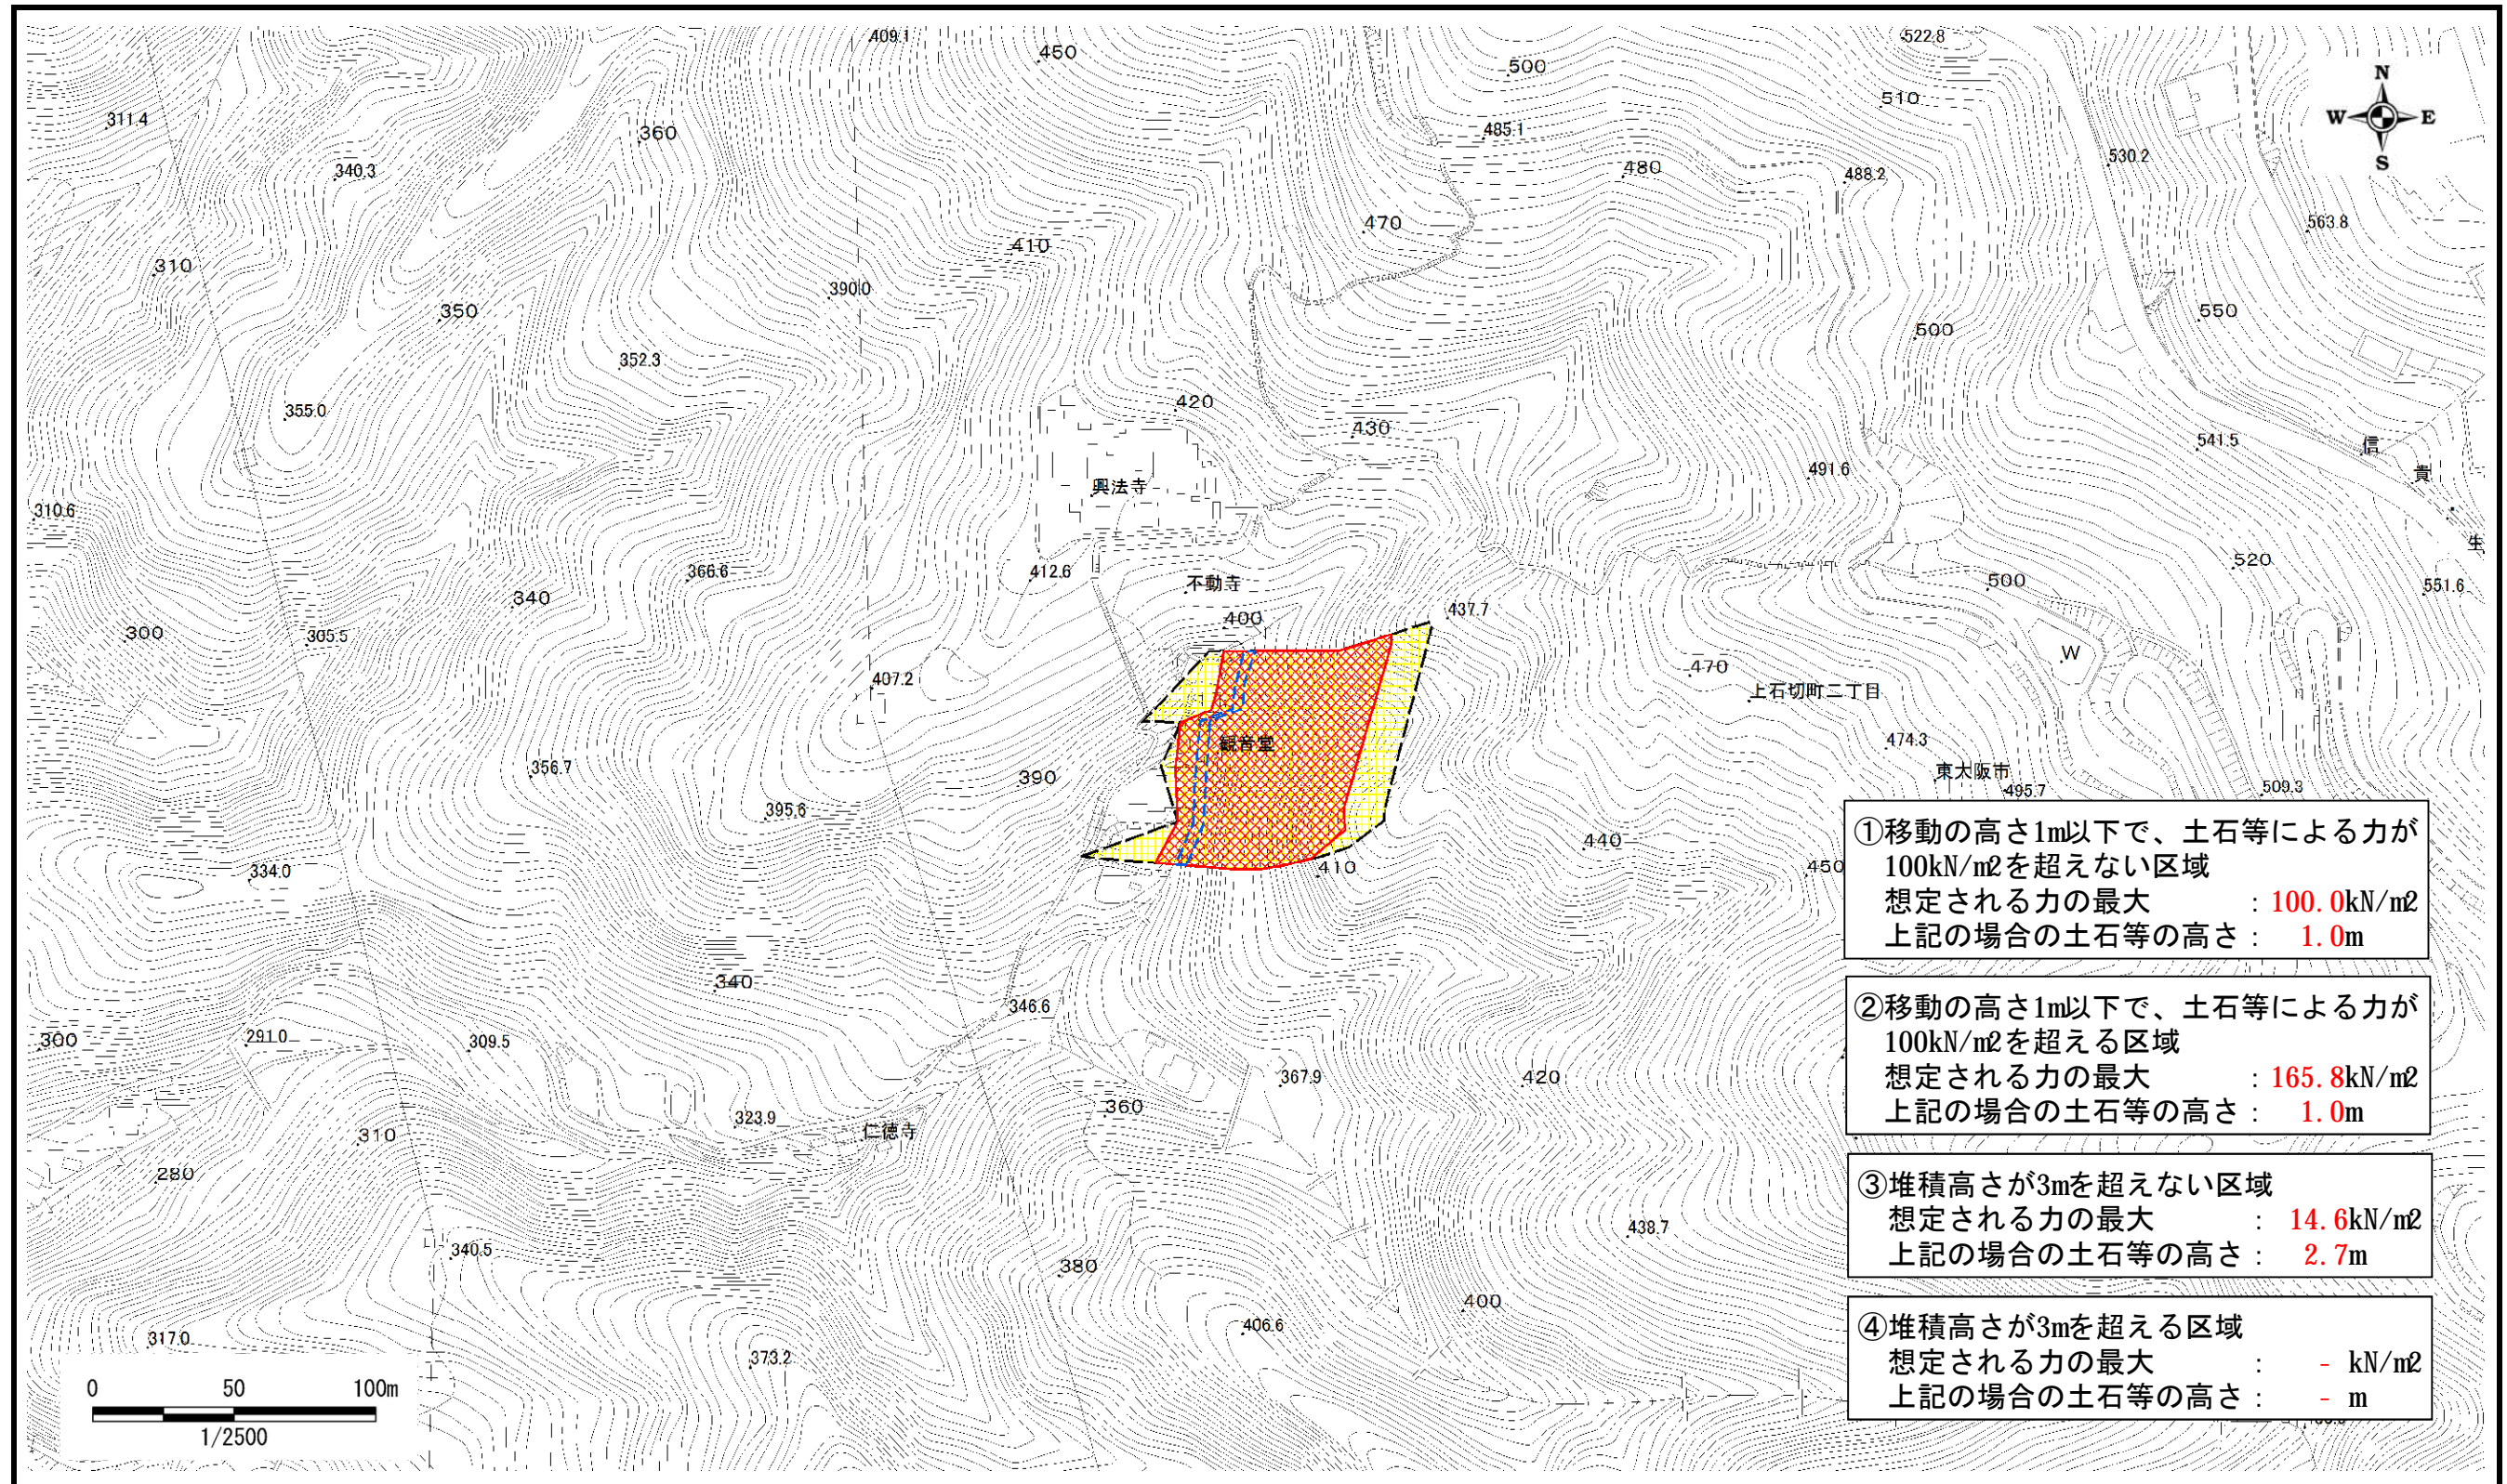 409.1
522.8
450
500
N
W E
S
510
311.4
360
485.1
530.2
340.3
480
488.2
470
563.8
410
310
390.0
350
550
500
352.3
355.0
420
430
541.5
信
491.6
貴
興法寺
310.6
生
520
366.6
412.6
不動寺
500
551.6
340
437.7
400
300
305.5
W
470
407.2
上石切町二丁目
観音堂
474.3
356.7
390
東大阪市
495.7
509.3
395.6
440
334.0
410
450
①移動の高さ1m以下で、土石等による力が
100kN/m2を超えない区域
想定される力の最大 : 100.0kN/m2
上記の場合の土石等の高さ: 1.0m
340
346.6
②移動の高さ1m以下で、土石等による力が
100kN/m2を超える区域
想定される力の最大 : 165.8kN/m2
上記の場合の土石等の高さ: 1.0m
300
291.0
309.5
367.9
420
360
323.9
仁徳寺
310
280
③堆積高さが3mを超えない区域
想定される力の最大 : 14.6kN/m2
上記の場合の土石等の高さ: 2.7m
438.7
340.5
380
400
④堆積高さが3mを超える区域
想定される力の最大 : - kN/m2
上記の場合の土石等の高さ: - m
317.0
406.6
373.2
0 50 100m
1/2500